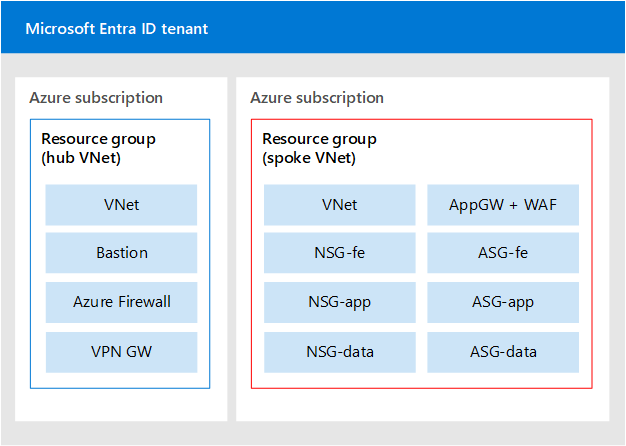 Microsoft Entra ID tenant
Azure subscription
Resource group
(hub VNet)
VNet
Bastion
Azure Firewall
VPN GW
Azure subscription
Resource group
(spoke VNet)
VNet
AppGW + WAF
NSG-fe
ASG-fe
NSG-app
ASG-app
NSG-data
ASG-data